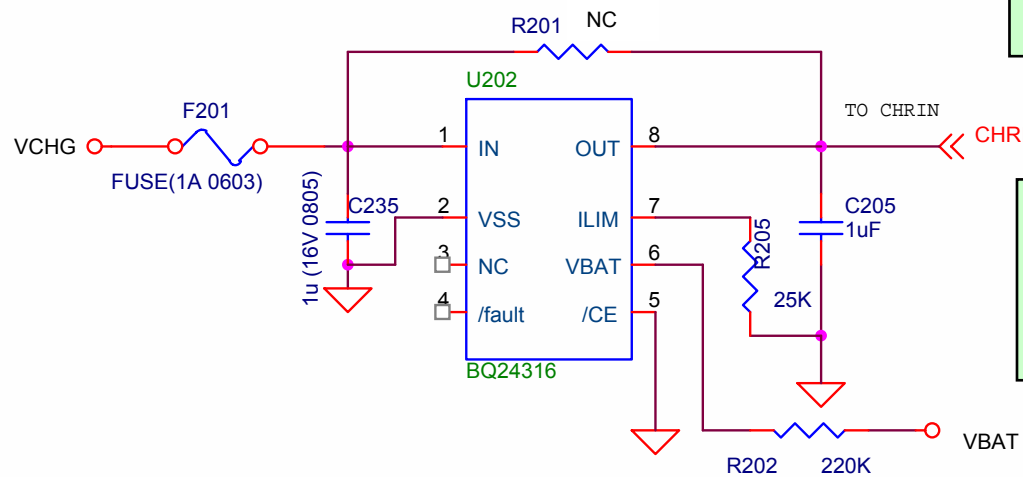 R201 NC
U202
F201
TO CHRIN
VCHG
1 IN OUT 8
CHR
FUSE(1A 0603)
1u (16V 0805)
C235
2 VSS ILIM 7
C205
1uF
R205
3 NC VBAT 6
25K
4 /fault /CE 5
BQ24316
VBAT
R202 220K